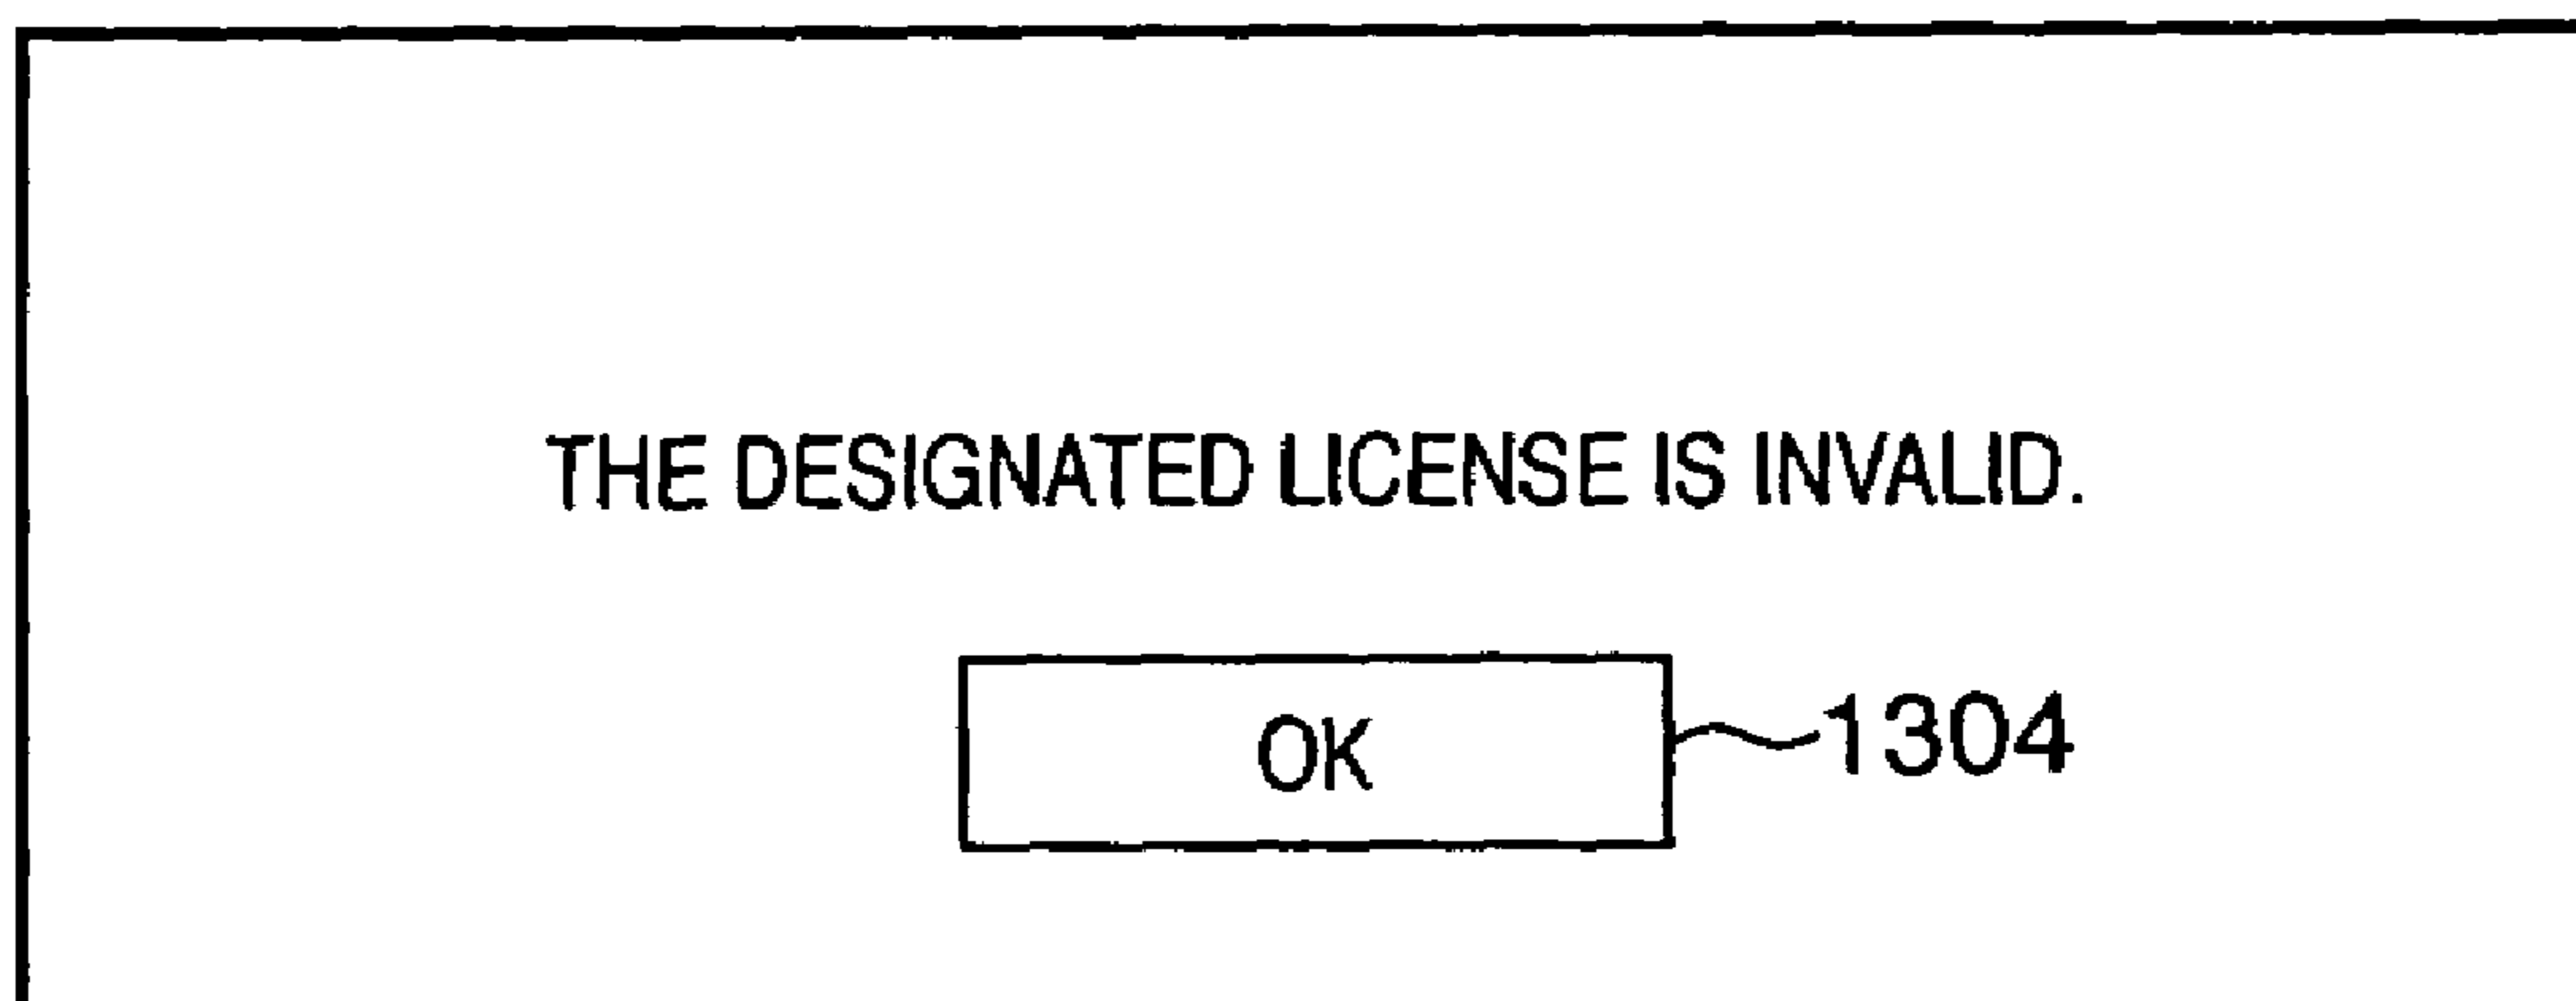 THE DESIGNATED LICENSE IS INVALID.
OK 1304